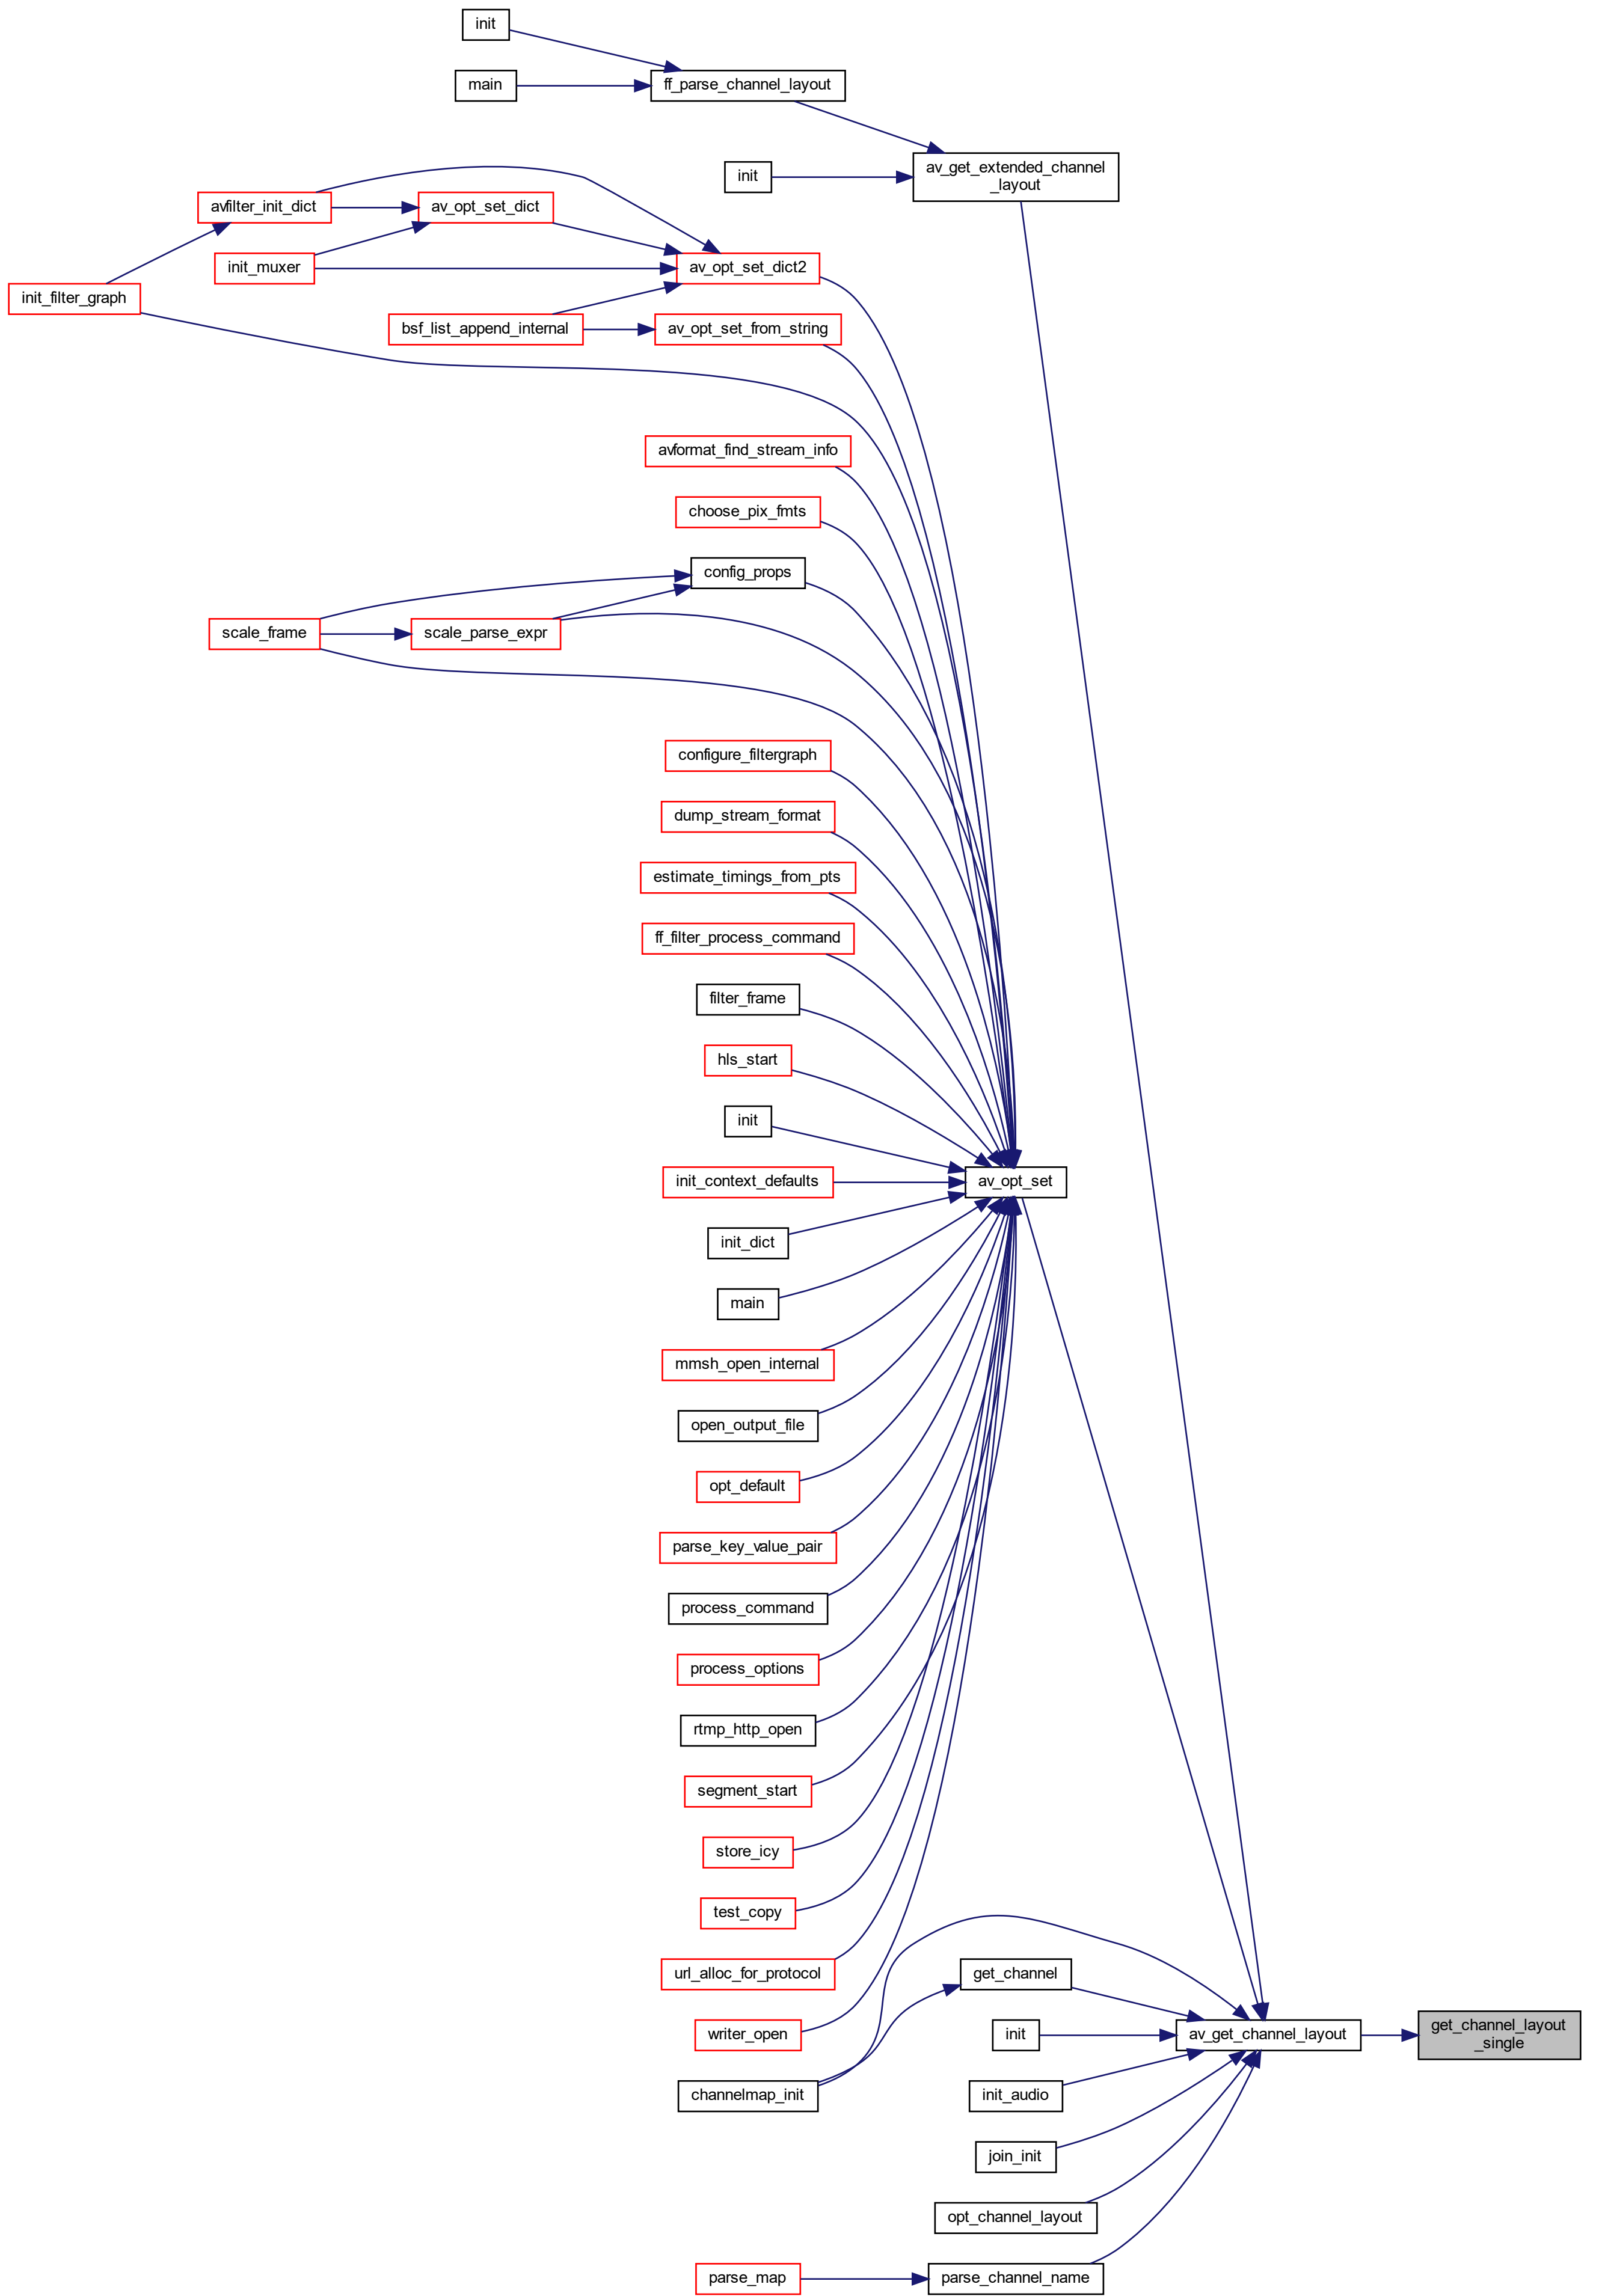 init
main
ff_parse_channel_layout
init
av_get_extended_channel
_layout
avfilter_init_dict
av_opt_set_dict
init_muxer
av_opt_set_dict2
init_filter_graph
bsf_list_append_internal
av_opt_set_from_string
avformat_find_stream_info
choose_pix_fmts
config_props
scale_frame
scale_parse_expr
configure_filtergraph
dump_stream_format
estimate_timings_from_pts
ff_filter_process_command
filter_frame
hls_start
init
av_opt_set
init_context_defaults
init_dict
main
mmsh_open_internal
open_output_file
opt_default
parse_key_value_pair
process_command
process_options
rtmp_http_open
segment_start
store_icy
test_copy
url_alloc_for_protocol
get_channel
writer_open
init
av_get_channel_layout
get_channel_layout
_single
channelmap_init
init_audio
join_init
opt_channel_layout
parse_map
parse_channel_name